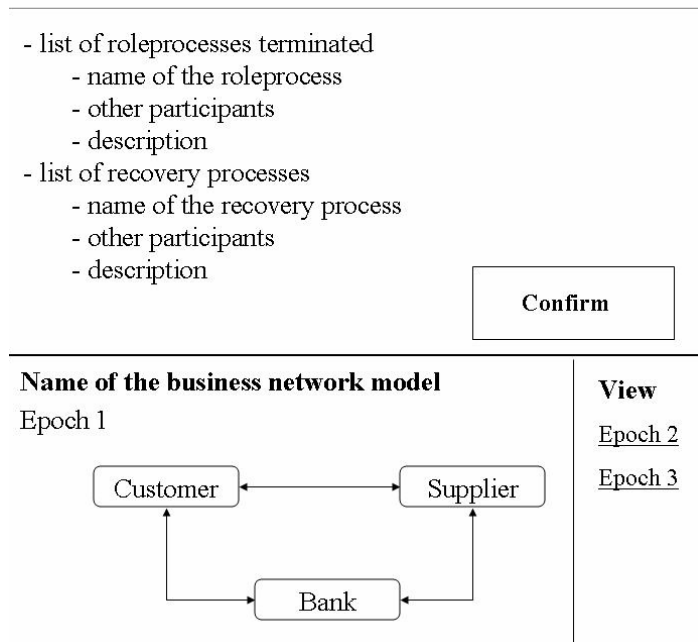 - list of roleprocesses terminated
- name of the roleprocess
- other participants
- description
- list of recovery processes
- name of the recovery process
- other participants
- description
Confirm
Name of the business network model
Epoch 1
View
Epoch 2
Epoch 3
Customer
Supplier
Bank